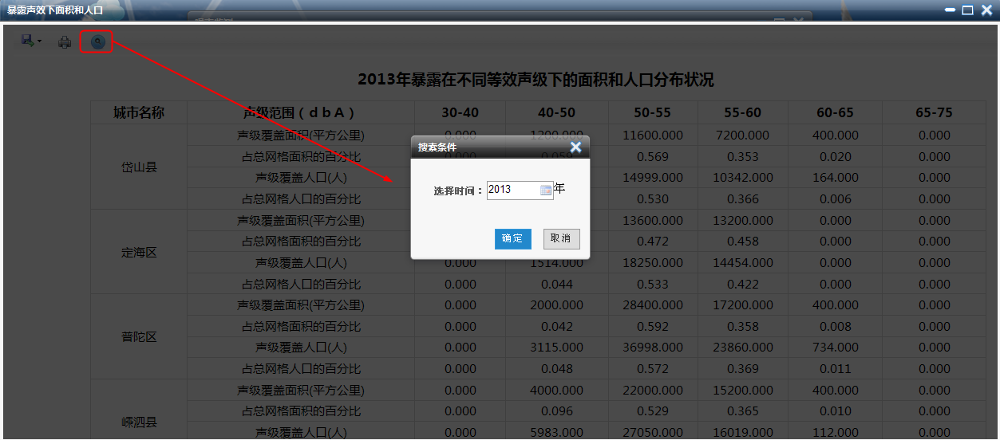 暴露声效下面积和人口
2013年暴露在不同等效声级下的面积和人口分布状况
城市名称 声级范围（ｄｂＡ） 30-40 40-50 50-55 55-60 60-65 65-75
岱山县
声级覆盖面积(平方公里) 0.000 1200.000 11600.000 7200.000 400.000 0.000
占总网格面积的百分比 0.000 0.059 0.569 0.353 0.020 0.000
声级覆盖人口(人) 14999.000 10342.000 164.000 0.000
占总网格人口的百分比 0.530 0.366 0.006 0.000
定海区
声级覆盖面积(平方公里) 13600.000 13200.000 0.000 0.000
占总网格面积的百分比 0.472 0.458 0.000 0.000
声级覆盖人口(人) 0.000 1514.000 18250.000 14454.000 0.000 0.000
占总网格人口的百分比 0.000 0.044 0.533 0.422 0.000 0.000
普陀区
声级覆盖面积(平方公里) 0.000 2000.000 28400.000 17200.000 400.000 0.000
占总网格面积的百分比 0.000 0.042 0.592 0.358 0.008 0.000
声级覆盖人口(人) 0.000 3115.000 36998.000 23860.000 734.000 0.000
占总网格人口的百分比 0.000 0.048 0.572 0.369 0.011 0.000
嵊泗县
声级覆盖面积(平方公里) 0.000 4000.000 22000.000 15200.000 400.000 0.000
占总网格面积的百分比 0.000 0.096 0.529 0.365 0.010 0.000
声级覆盖人口(人) 0.000 5983.000 27050.000 16019.000 112.000 0.000
搜索条件
选择时间： 2013 年
确定 取消